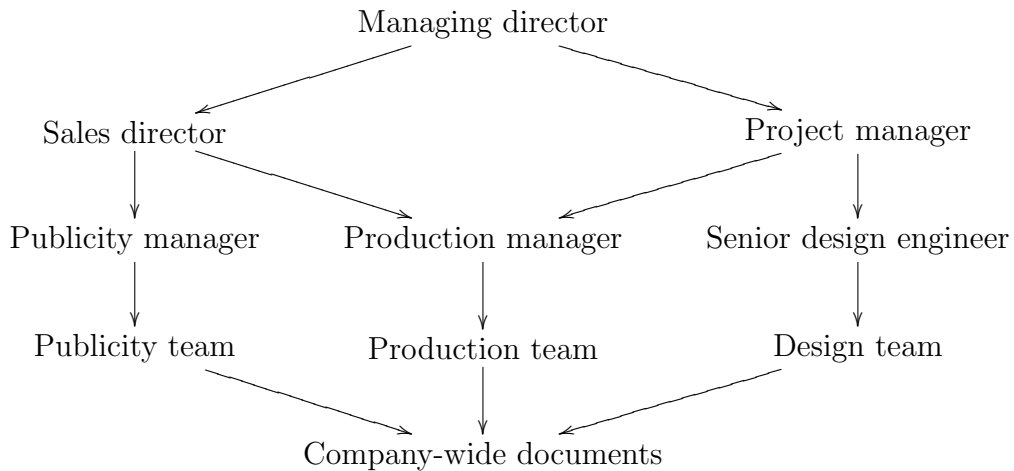 Managing director
Sales director
Project manager
Publicity manager
Production manager
Senior design engineer
Publicity team
Production team
Design team
Company-wide documents